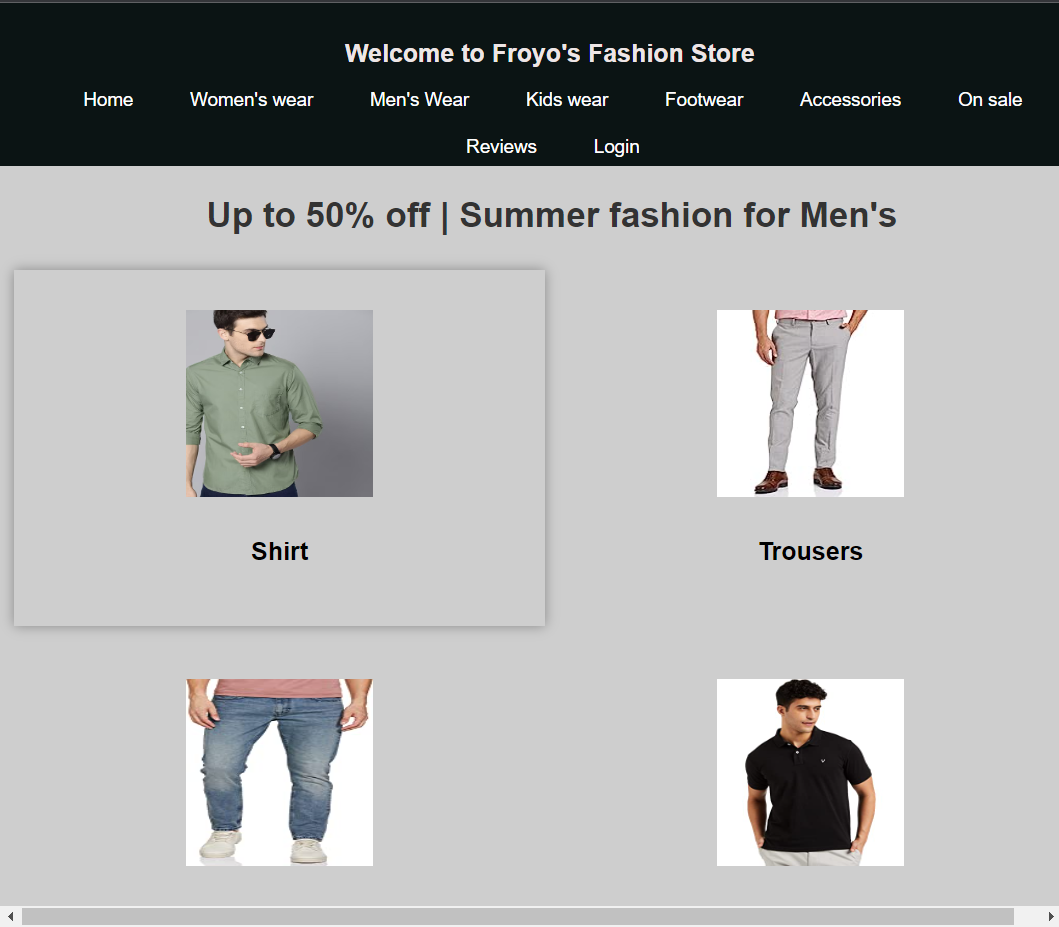 Welcome to Froyo's Fashion Store
Home Women's wear Men's Wear Kids wear Footwear Accessories On sale
Reviews Login
Up to 50% off | Summer fashion for Men's
Shirt Trousers